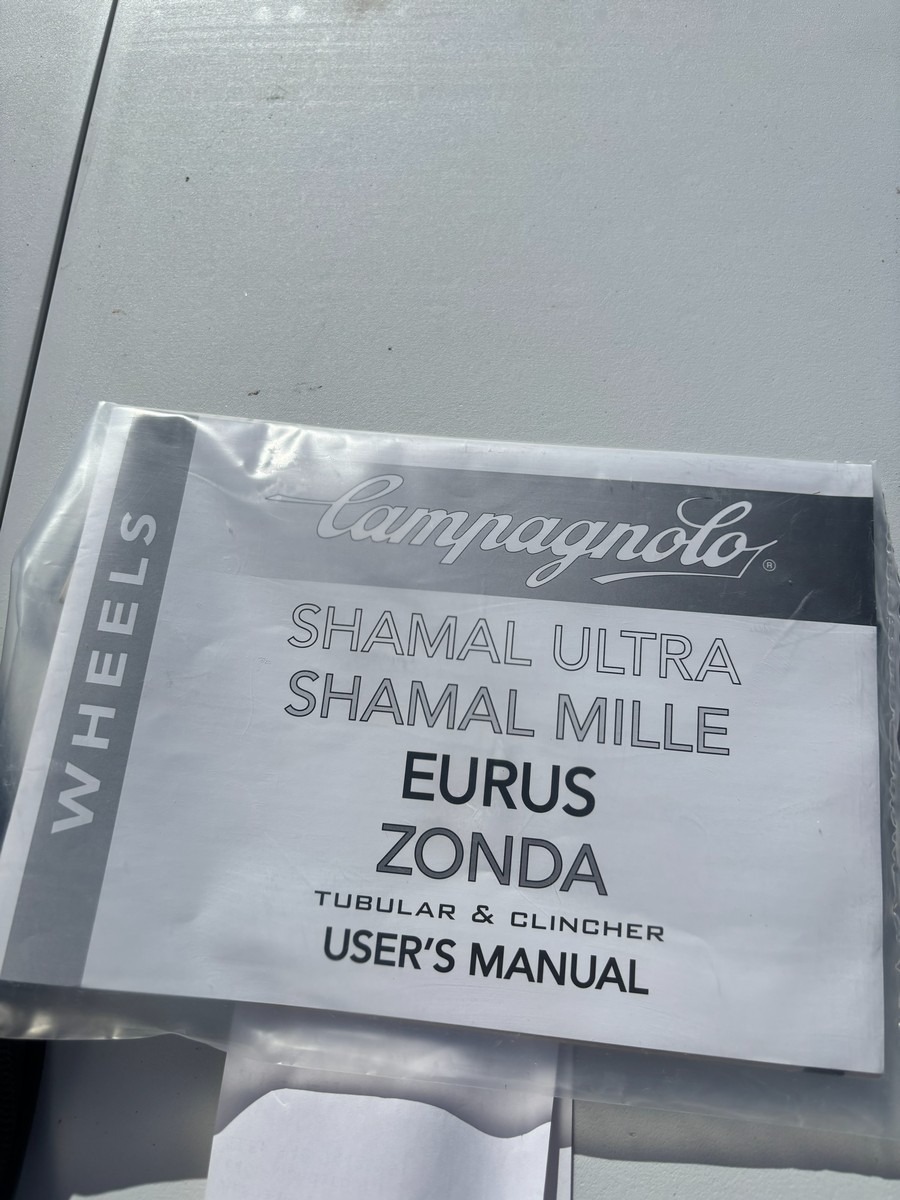 WHEELS
Campagnolo®
SHAMAL ULTRA
SHAMAL MILLE
EURUS
ZONDA
TUBULAR & CLINCHER
USER'S MANUAL